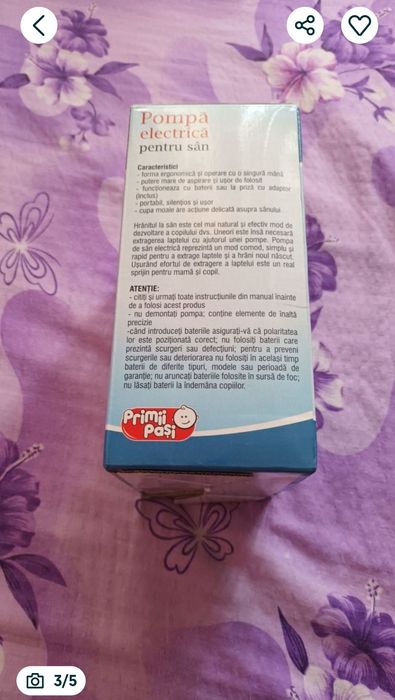 Pompă
electrică
pentru sân
Caracteristici
- forma ergonomică și operare cu o singură mână
- putere mare de aspirare și ușor de folosit
- funcționeaza cu baterii sau la priză cu adaptor
(inclus)
- portabil, silențios și ușor
- cupa moale are acțiune delicată asupra sânului
Hrănitul la sân este cel mai natural și efectiv mod de
dezvoltare a copilului dvs. Uneori este însă necesară
extragerea laptelui cu ajutorul unei pompe. Pompa
de sân electrică reprezintă un mod comod, simplu și
rapid pentru a extrage laptele și a hrăni noul născut.
Ușurând efortul de extragere a laptelui este un real
sprijin pentru mamă și copil.
ATENȚIE:
- citiți și urmați toate instrucțiunile din manual înainte
de a folosi acest produs
- nu demontați pompa; conține elemente de înaltă
precizie
-când introduceți bateriile asigurați-vă că polaritatea
lor este poziționată corect; nu folosiți baterii care
prezintă scurgeri sau defecțiuni; pentru a preveni
scurgerile sau deteriorarea nu folosiți în același timp
baterii de diferite tipuri, modele sau perioadă de
garanție; nu aruncați bateriile folosite în sursă de foc;
nu lăsați baterii la îndemâna copiilor.
Primii
Pași
3/5